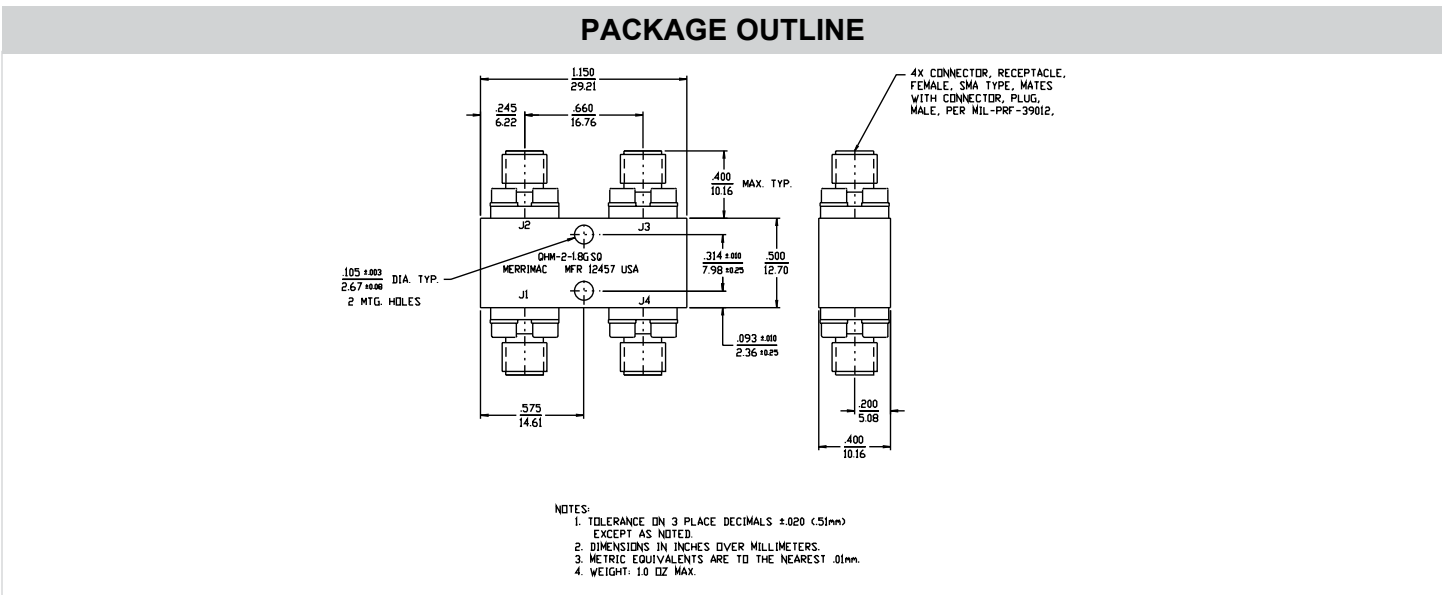 PACKAGE OUTLINE
1.150
29.21
.245
6.22
.660
16.76
4X CONNECTOR, RECEPTACLE,
FEMALE, SMA TYPE, MATES
WITH CONNECTOR, PLUG,
MALE, PER MIL-PRF-39012,
.400
10.16
MAX. TYP.
J2
J3
QHM-2-1.8G SQ
MERRIMAC MFR 12457 USA
J1
J4
.105 ±.003
2.67 ±0.08
DIA. TYP.
2 MTG. HOLES
.314 ±.010
7.98 ±0.25
.500
12.70
.093 ±.010
2.36 ±0.25
.575
14.61
.200
5.08
.400
10.16
NOTES:
1. TOLERANCE ON 3 PLACE DECIMALS ±.020 (.51mm)
EXCEPT AS NOTED.
2. DIMENSIONS IN INCHES OVER MILLIMETERS.
3. METRIC EQUIVALENTS ARE TO THE NEAREST .01mm.
4. WEIGHT: 1.0 OZ MAX.